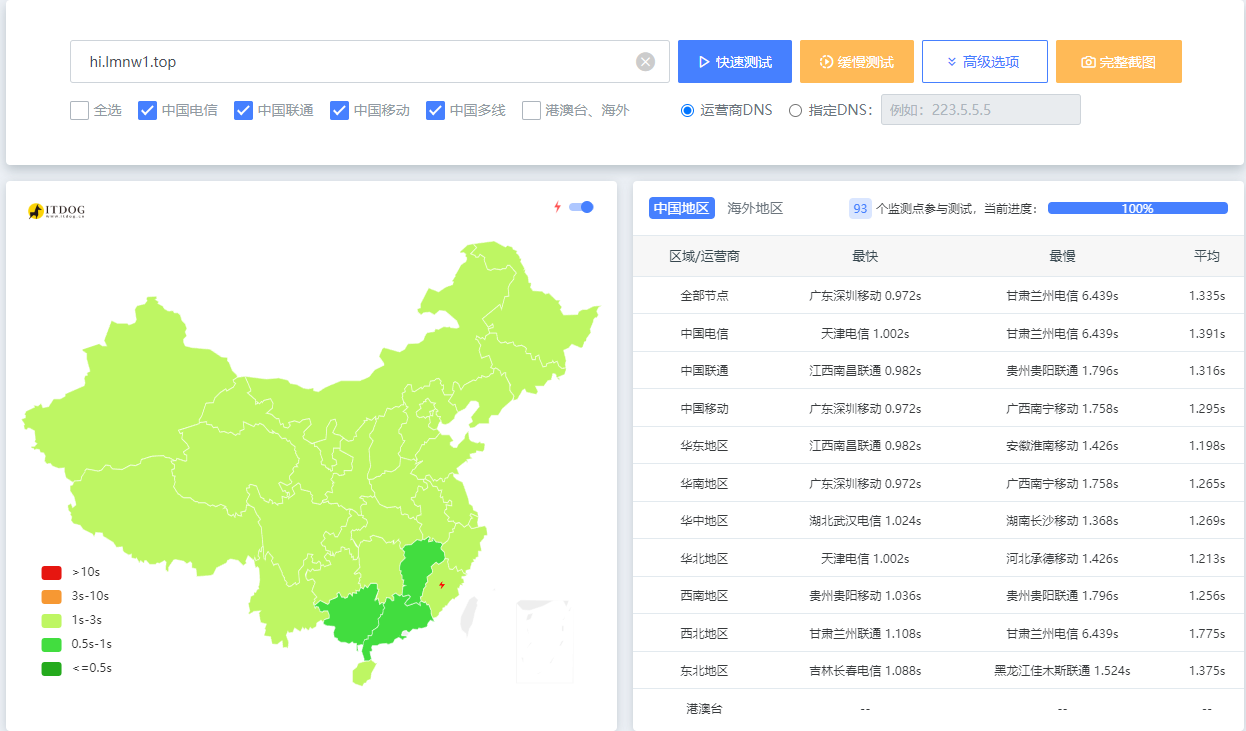 hi.lmnw1.top
快速测试
缓慢测试
高级选项
完整截图
全选 中国电信 中国联通 中国移动 中国多线 港澳台、海外
运营商DNS 指定DNS： 例如：223.5.5.5
ITDOG
www.itdog.cn
>10s
3s-10s
1s-3s
0.5s-1s
<=0.5s
中国地区 海外地区 93 个监测点参与测试，当前进度： 100%
区域/运营商 最快 最慢 平均
全部节点 广东深圳移动 0.972s 甘肃兰州电信 6.439s 1.335s
中国电信 天津电信 1.002s 甘肃兰州电信 6.439s 1.391s
中国联通 江西南昌联通 0.982s 贵州贵阳联通 1.796s 1.316s
中国移动 广东深圳移动 0.972s 广西南宁移动 1.758s 1.295s
华东地区 江西南昌联通 0.982s 安徽淮南移动 1.426s 1.198s
华南地区 广东深圳移动 0.972s 广西南宁移动 1.758s 1.265s
华中地区 湖北武汉电信 1.024s 湖南长沙移动 1.368s 1.269s
华北地区 天津电信 1.002s 河北承德移动 1.426s 1.213s
西南地区 贵州贵阳移动 1.036s 贵州贵阳联通 1.796s 1.256s
西北地区 甘肃兰州联通 1.108s 甘肃兰州电信 6.439s 1.775s
东北地区 吉林长春电信 1.088s 黑龙江佳木斯联通 1.524s 1.375s
港澳台 -- -- --